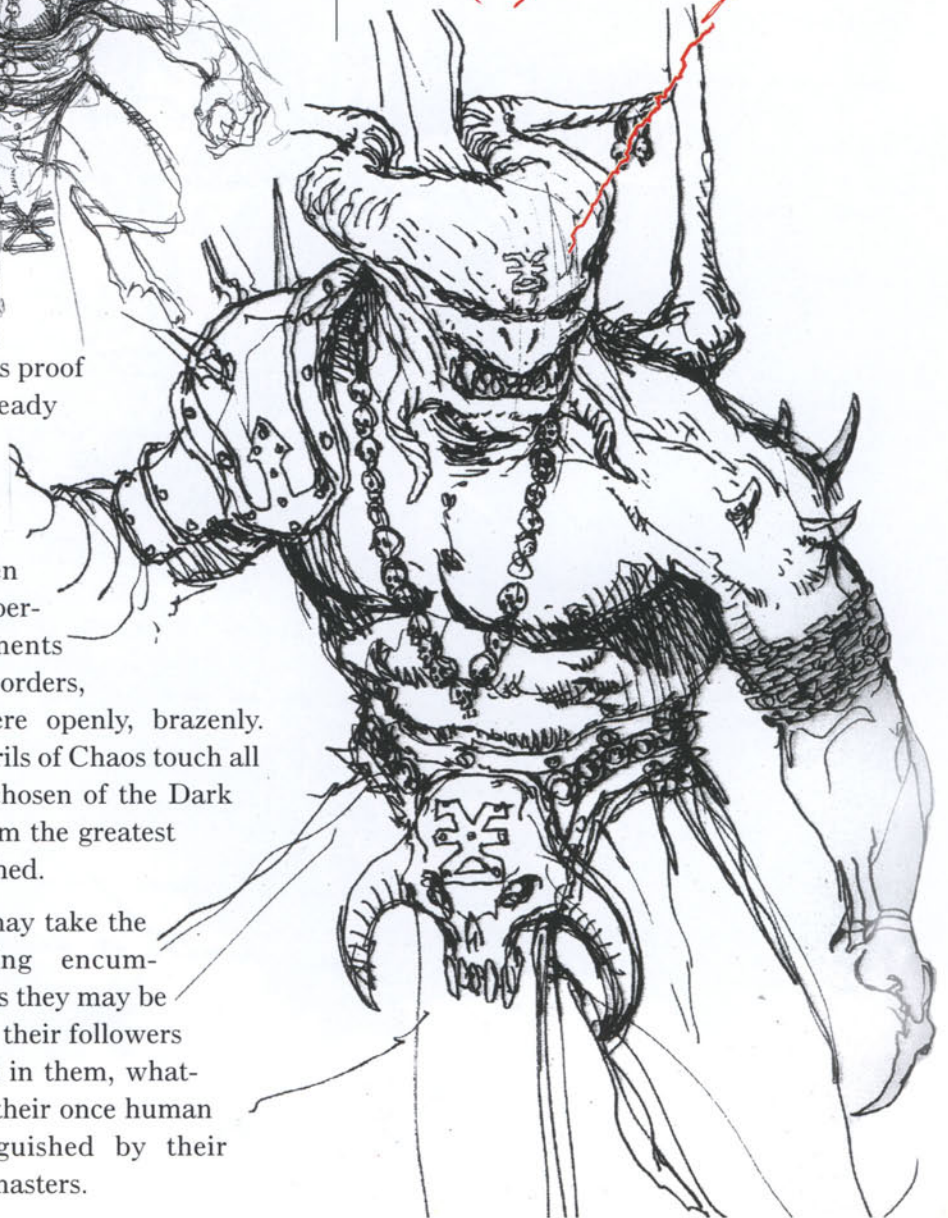 s proof
eady
en
per-
ments
orders,
ere openly, brazenly.
rils of Chaos touch all
hosen of the Dark
m the greatest
ned.
may take the
ng encum-
s they may be
their followers
in them, what-
their once human
guished by their
masters.